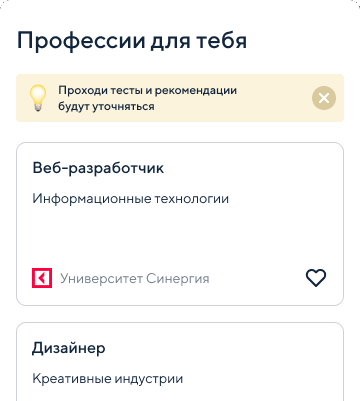 Профессии для тебя
Проходи тесты и рекомендации
будут уточняться
Веб-разработчик
Информационные технологии
Университет Синергия
Дизайнер
Креативные индустрии